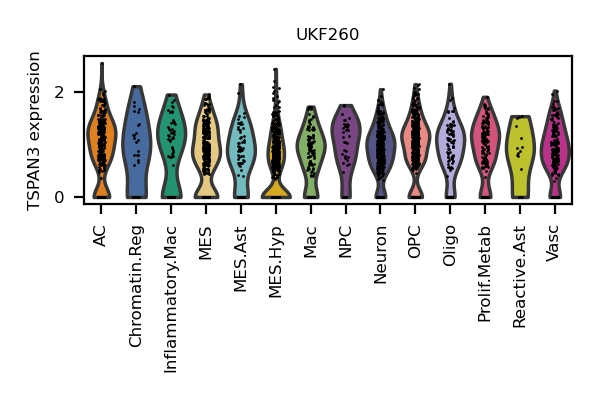 UKF260
TSPAN3 expression
2
0
AC
Chromatin.Reg
Inflammatory.Mac
MES
MES.Ast
MES.Hyp
Mac
NPC
Neuron
OPC
Oligo
Prolif.Metab
Reactive.Ast
Vasc